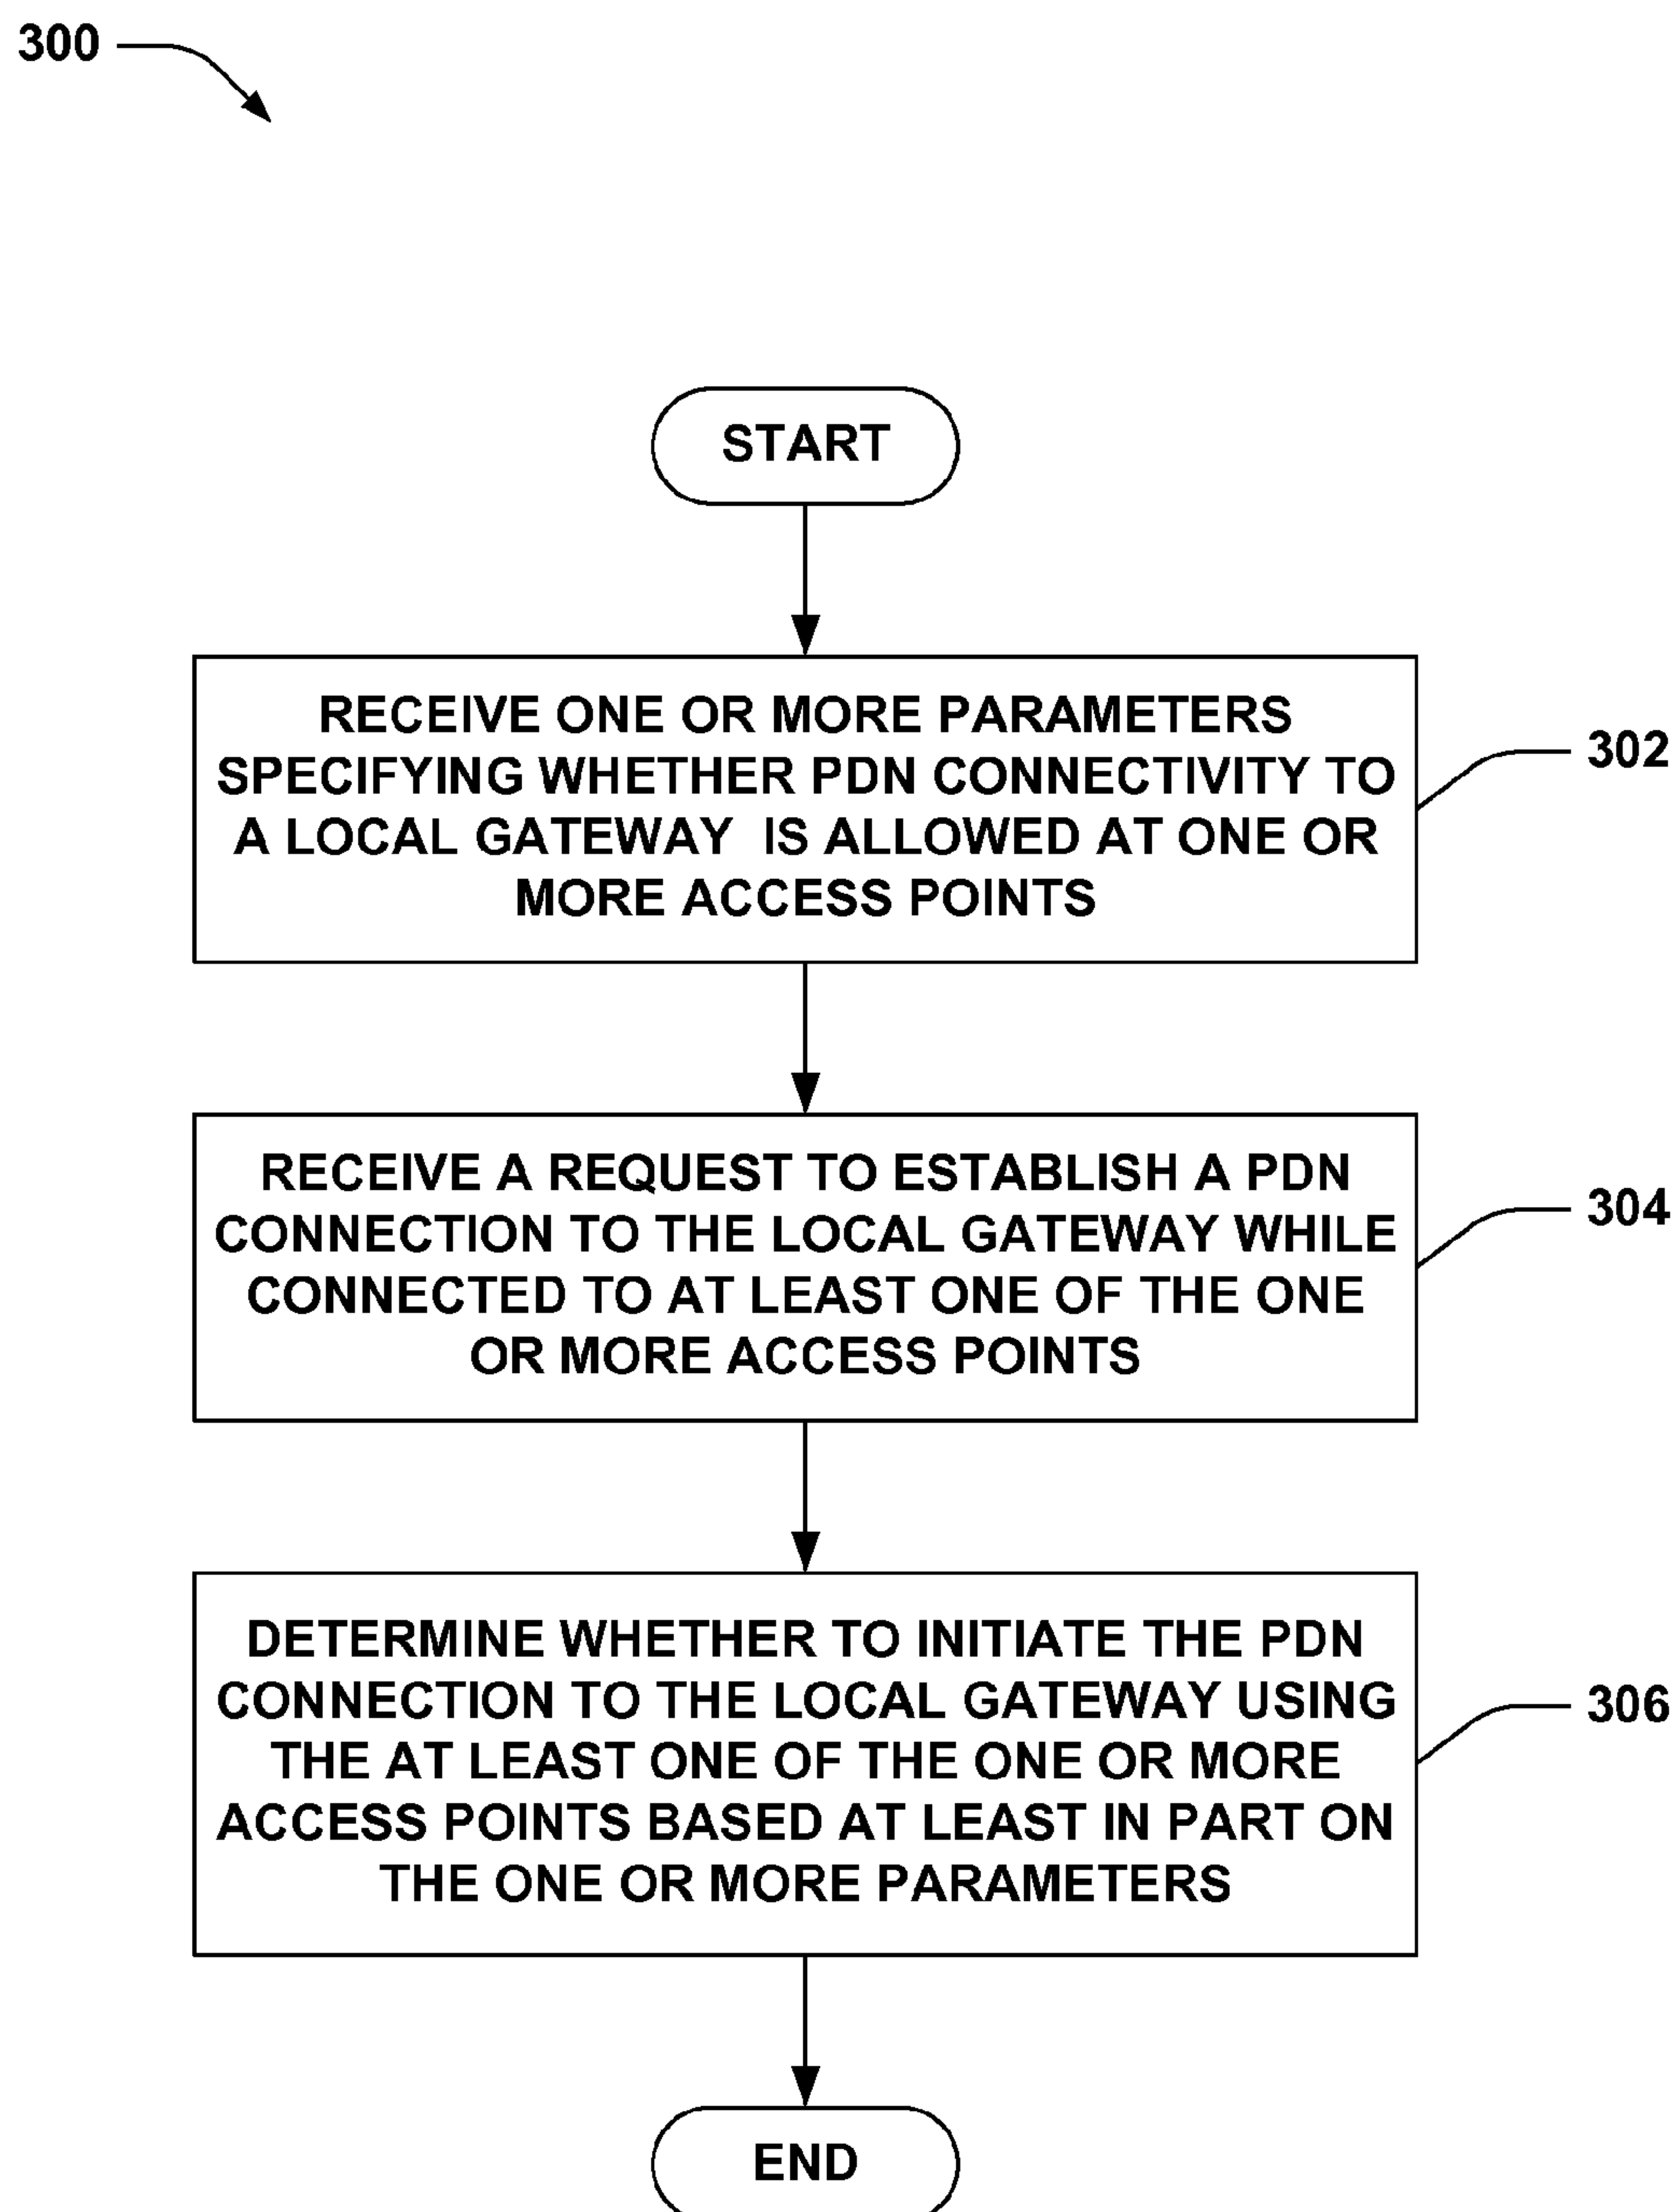 300
START
RECEIVE ONE OR MORE PARAMETERS
SPECIFYING WHETHER PDN CONNECTIVITY TO
A LOCAL GATEWAY IS ALLOWED AT ONE OR
MORE ACCESS POINTS
302
RECEIVE A REQUEST TO ESTABLISH A PDN
CONNECTION TO THE LOCAL GATEWAY WHILE
CONNECTED TO AT LEAST ONE OF THE ONE
OR MORE ACCESS POINTS
304
DETERMINE WHETHER TO INITIATE THE PDN
CONNECTION TO THE LOCAL GATEWAY USING
THE AT LEAST ONE OF THE ONE OR MORE
ACCESS POINTS BASED AT LEAST IN PART ON
THE ONE OR MORE PARAMETERS
306
END